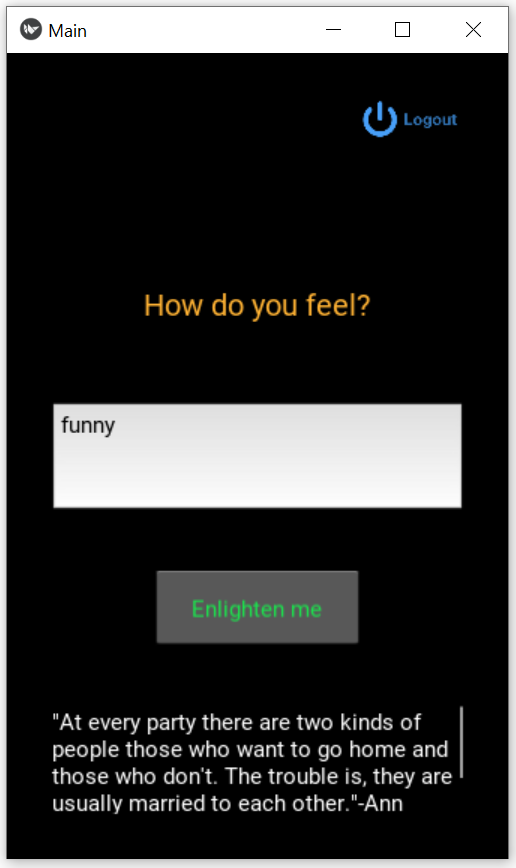 Main
Logout
How do you feel?
funny
Enlighten me
"At every party there are two kinds of
people those who want to go home and
those who don't. The trouble is, they are
usually married to each other."-Ann